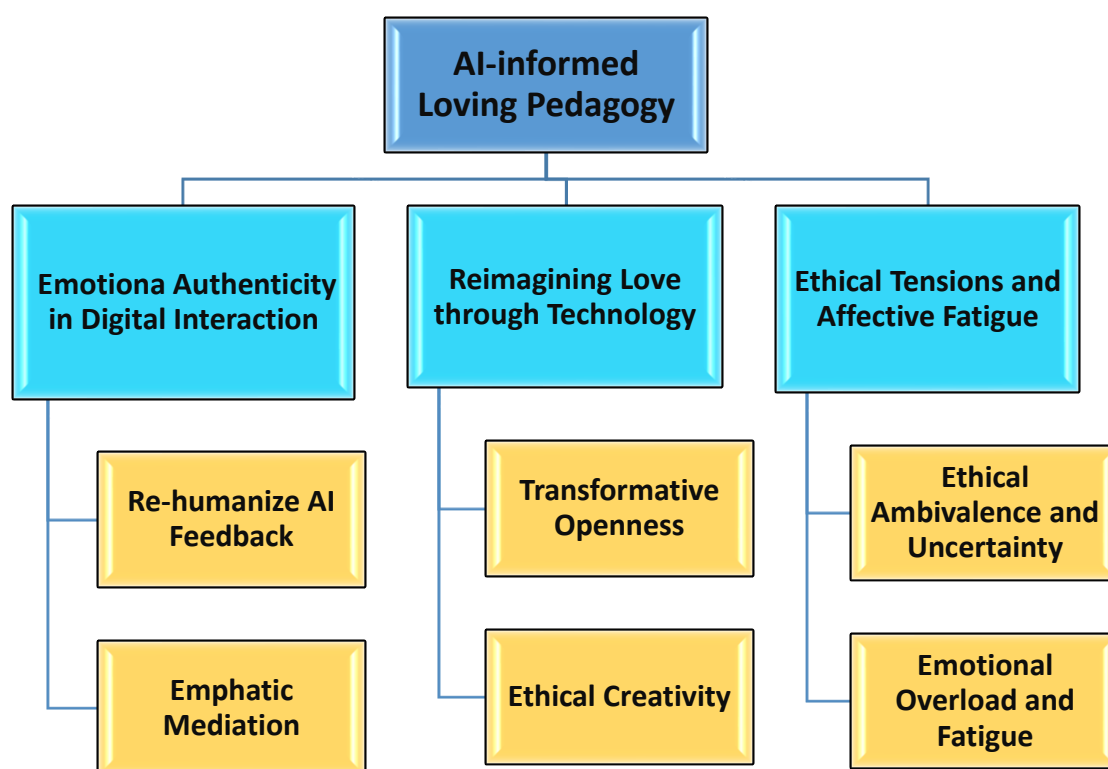 AI-informed
Loving Pedagogy
Emotiona Authenticity
in Digital Interaction
Reimagining Love
through Technology
Ethical Tensions and
Affective Fatigue
Re-humanize AI
Feedback
Transformative
Openness
Ethical
Ambivalence and
Uncertainty
Emphatic
Mediation
Ethical Creativity
Emotional
Overload and
Fatigue